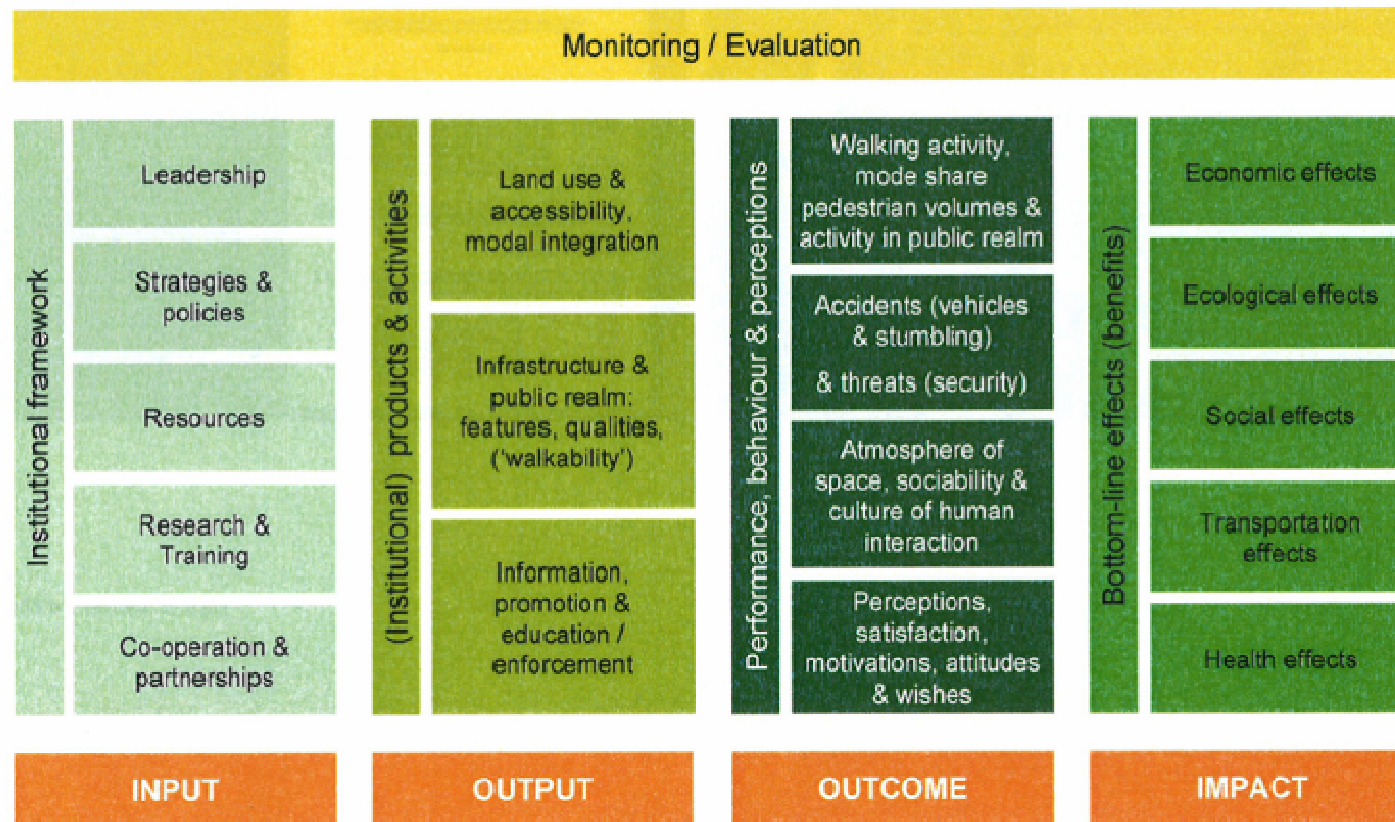 Monitoring / Evaluation
Institutional framework
Leadership
Strategies &
policies
Resources
Research &
Training
Co-operation &
partnerships
INPUT
(Institutional) products & activities
Land use &
accessibility,
modal integration
Infrastructure &
public realm:
features, qualities,
('walkability')
Information,
promotion &
education /
enforcement
OUTPUT
Performance, behaviour & perceptions
Walking activity,
mode share
pedestrian volumes &
activity in public realm
Accidents (vehicles
& stumbling)
& threats (security)
Atmosphere of
space, sociability &
culture of human
interaction
Perceptions,
satisfaction,
motivations, attitudes
& wishes
OUTCOME
Bottom-line effects (benefits)
Economic effects
Ecological effects
Social effects
Transportation
effects
Health effects
IMPACT